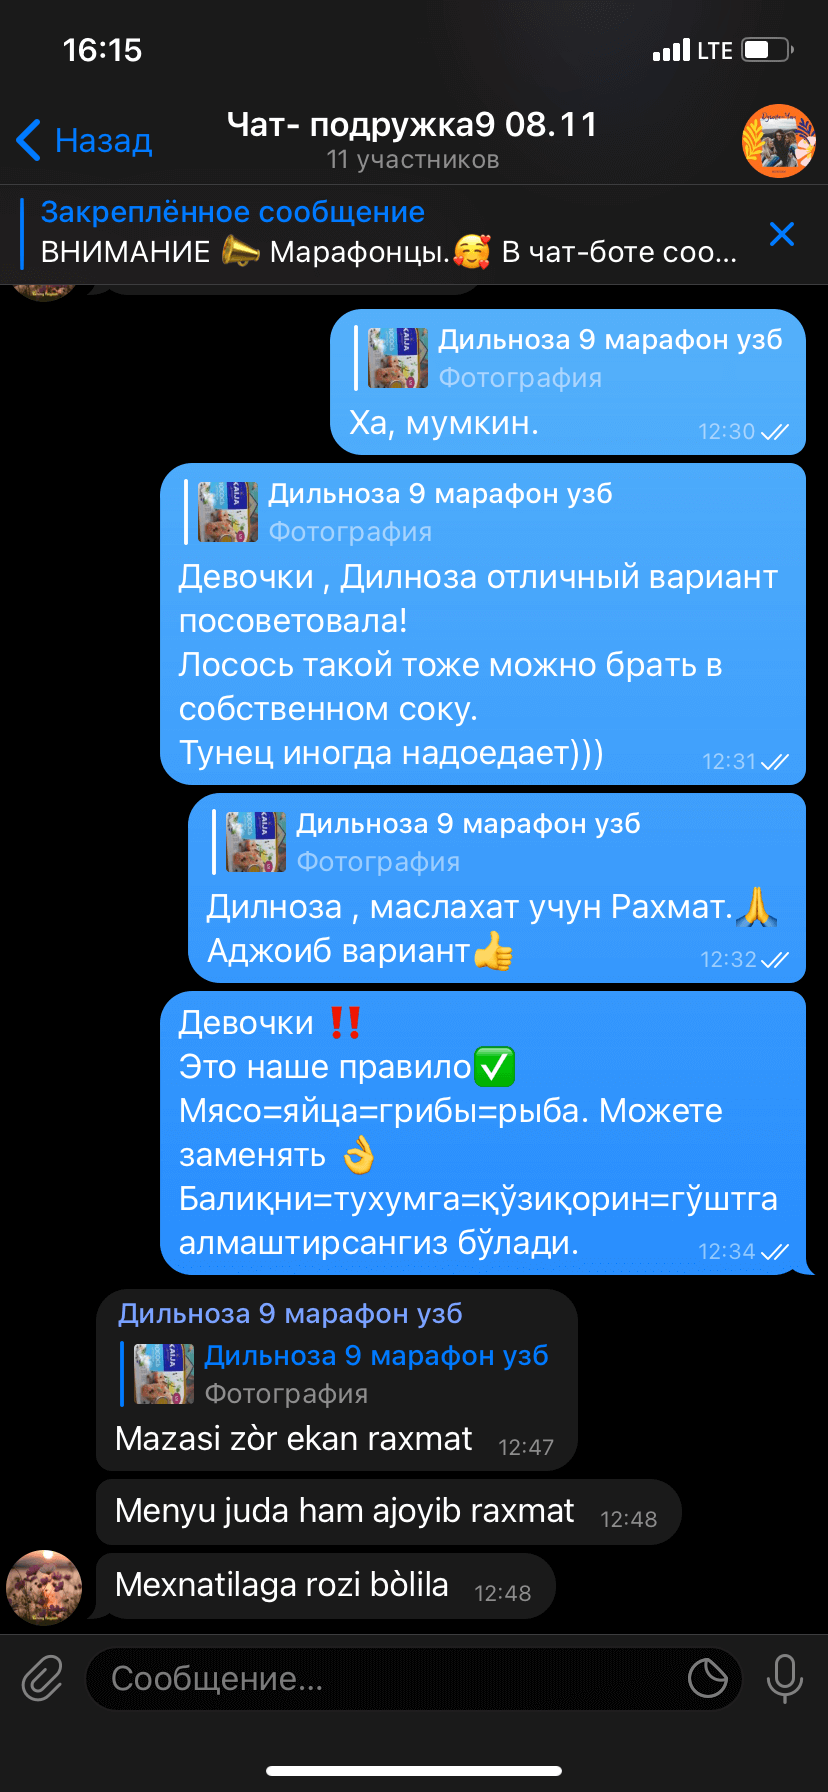 16:15
LTE
Назад
Чат- подружка9 08.11
11 участников
Закреплённое сообщение
ВНИМАНИЕ 📣 Марафонцы.🥰 В чат-боте соо...
Дильноза 9 марафон узб
Фотография
Ха, мумкин.
12:30
Дильноза 9 марафон узб
Фотография
Девочки , Дилноза отличный вариант
посоветовала!
Лосось такой тоже можно брать в
собственном соку.
Тунец иногда надоедает)))
12:31
Дильноза 9 марафон узб
Фотография
Дилноза , маслахат учун Рахмат.🙏
Аджоиб вариант👍
12:32
Девочки ‼️
Это наше правило✅
Мясо=яйца=грибы=рыба. Можете
заменять 👌
Балиқни=тухумга=қўзиқорин=гўштга
алмаштирсангиз бўлади.
12:34
Дильноза 9 марафон узб
Дильноза 9 марафон узб
Фотография
Mazasi zòr ekan raxmat
12:47
Menyu juda ham ajoyib raxmat
12:48
Mexnatilaga rozi bòlila
12:48
Сообщение...